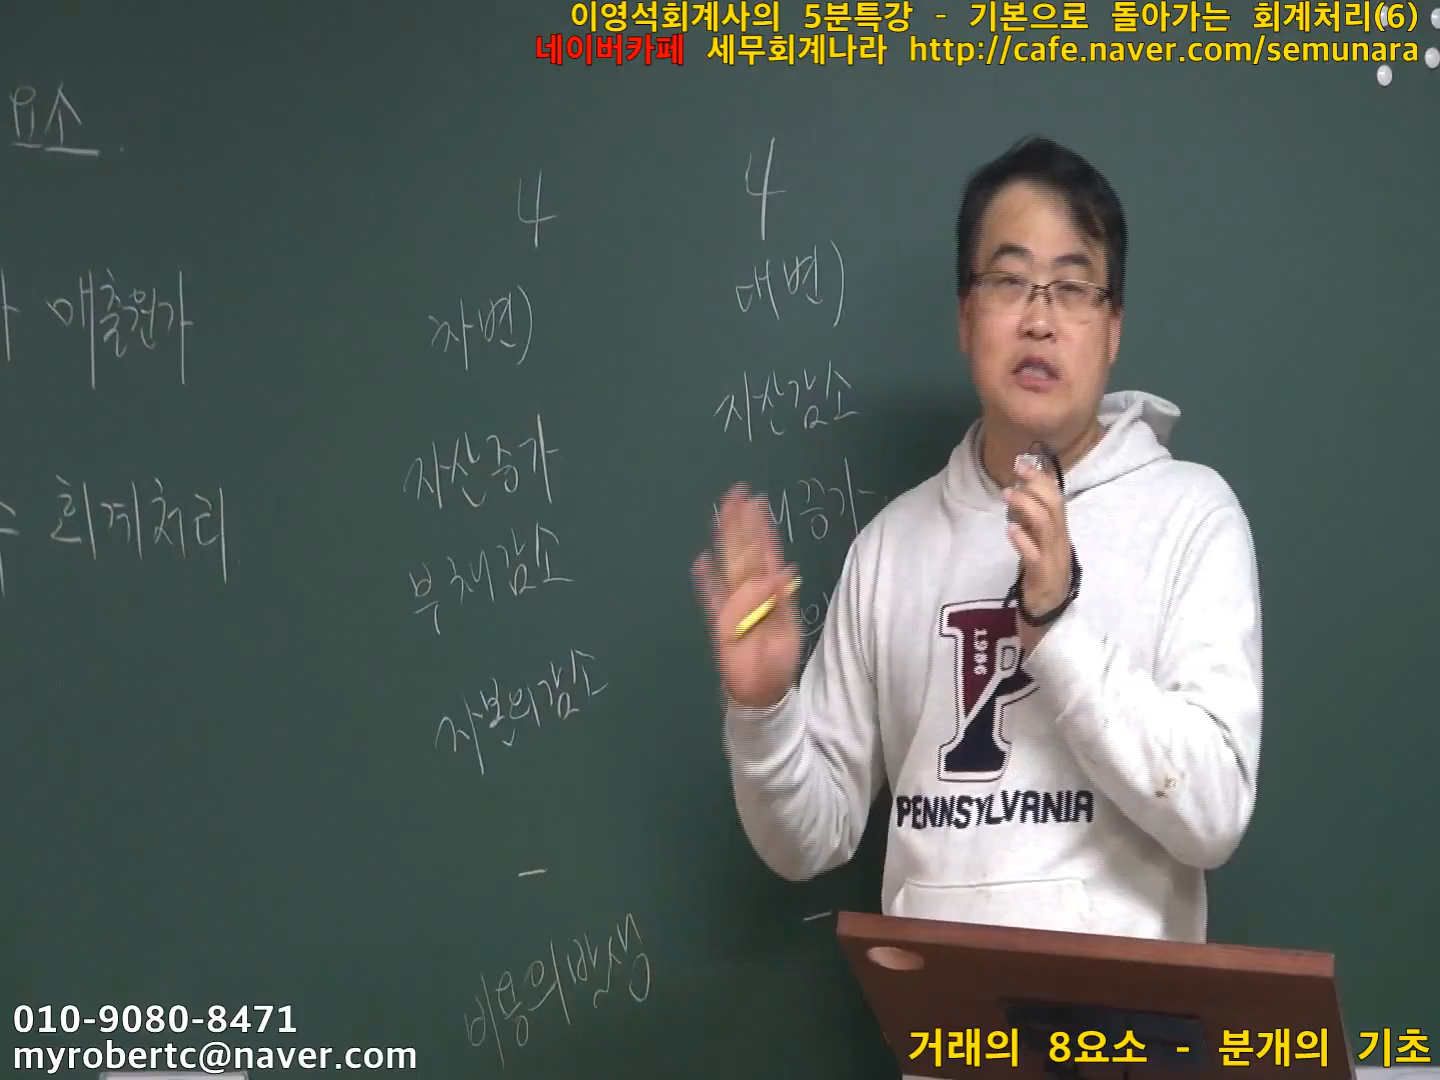 이영석회계사의 5분특강 - 기본으로 돌아가는 회계처리(6)
네이버카페 세무회계나라 http://cafe.naver.com/semunara
요소
4 4
매출원가
차변) 대변)
자산증가 자산감소
회계처리
부채감소
자본의감소
1986
P
PENNSYLVANIA
- -
비용의발생
010-9080-8471
myrobertc@naver.com
거래의 8요소 - 분개의 기초